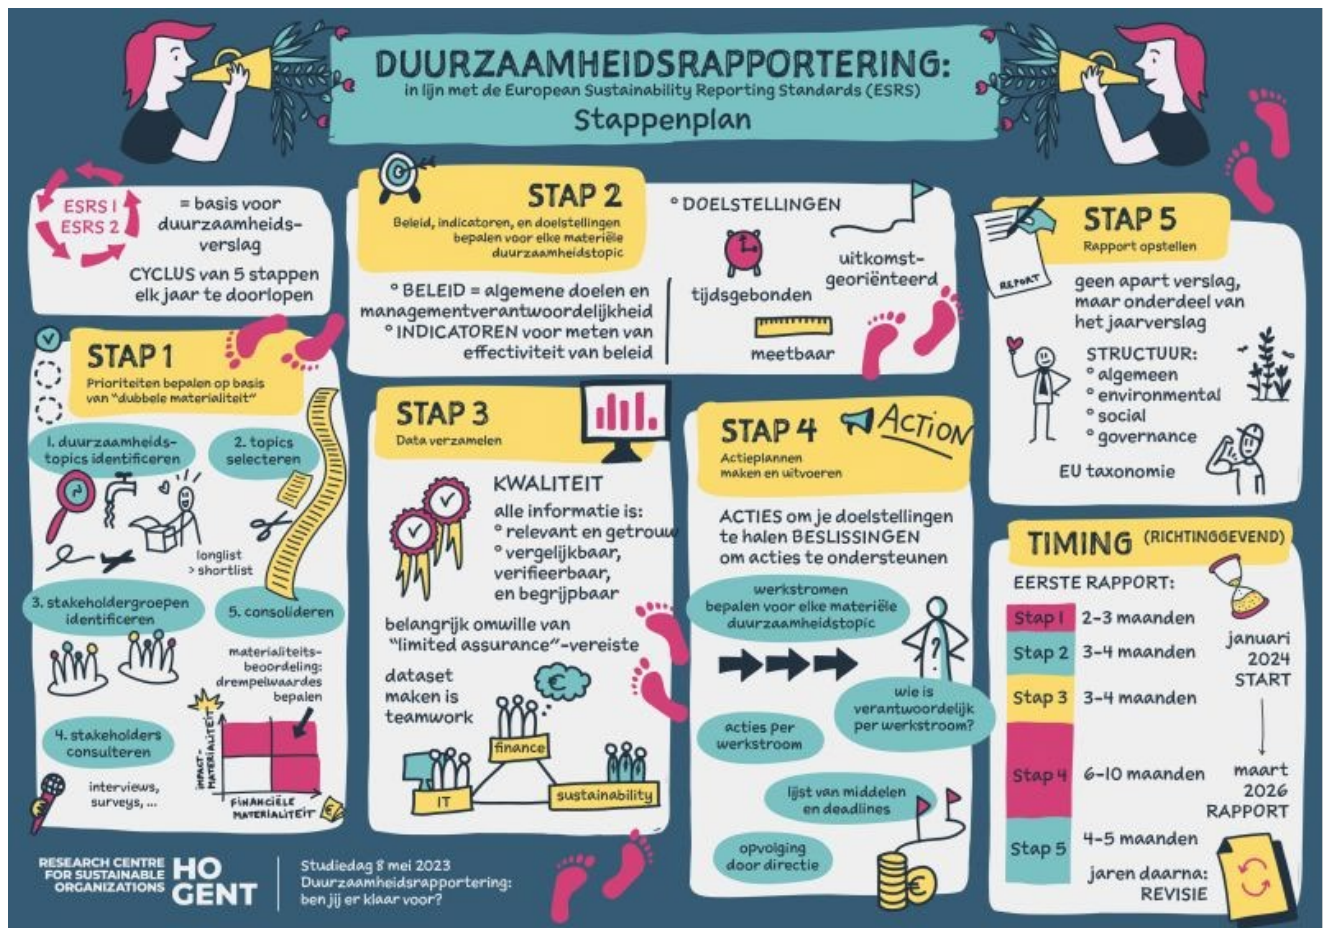 DUURZAAMHEIDSRAPPORTERING:
in lijn met de European Sustainability Reporting Standards (ESRS)
Stappenplan
ESRS 1
ESRS 2
= basis voor
duurzaamheids-
verslag
CYCLUS van 5 stappen
elk jaar te doorlopen
STAP 1
Prioriteiten bepalen op basis
van "dubbele materialiteit"
1. duurzaamheids-
topics identificeren
2. topics
selecteren
longlist
> shortlist
3. stakeholdergroepen
identificeren
5. consolideren
materialiteits-
beoordeling:
drempelwaardes
bepalen
4. stakeholders
consulteren
interviews,
surveys, ...
IMPACT-
MATERIALITEIT
FINANCIËLE
MATERIALITEIT
€
STAP 2
Beleid, indicatoren, en doelstellingen
bepalen voor elke materiële
duurzaamheidstopic
° BELEID = algemene doelen en
managementverantwoordelijkheid
° INDICATOREN voor meten van
effectiviteit van beleid
° DOELSTELLINGEN
uitkomst-
georiënteerd
tijdsgebonden
meetbaar
STAP 3
Data verzamelen
KWALITEIT
alle informatie is:
° relevant en getrouw
° vergelijkbaar,
verifieerbaar,
en begrijpbaar
belangrijk omwille van
"limited assurance"-vereiste
dataset
maken is
teamwork
€
finance
IT
sustainability
STAP 4
ACTION
Actieplannen
maken en uitvoeren
ACTIES om je doelstellingen
te halen BESLISSINGEN
om acties te ondersteunen
werkstromen
bepalen voor elke materiële
duurzaamheidstopic
?
wie is
verantwoordelijk
per werkstroom?
acties per
werkstroom
lijst van middelen
en deadlines
opvolging
door directie
€
STAP 5
Rapport opstellen
REPORT
geen apart verslag,
maar onderdeel van
het jaarverslag
STRUCTUUR:
° algemeen
° environmental
° social
° governance
EU taxonomie
TIMING (RICHTINGGEVEND)
EERSTE RAPPORT:
Stap 1 2-3 maanden
Stap 2 3-4 maanden
Stap 3 3-4 maanden
Stap 4 6-10 maanden
Stap 5 4-5 maanden
januari
2024
START
maart
2026
RAPPORT
jaren daarna:
REVISIE
RESEARCH CENTRE
FOR SUSTAINABLE
ORGANIZATIONS
HO
GENT
Studiedag 8 mei 2023
Duurzaamheidsrapportering:
ben jij er klaar voor?